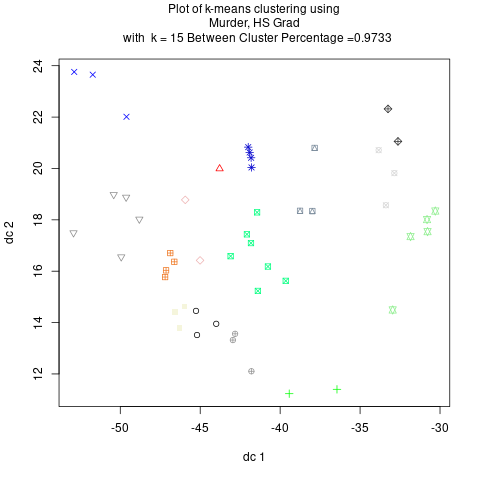 Plot of k-means clustering using
Murder, HS Grad
with k = 15 Between Cluster Percentage =0.9733
24
22
20
18
16
14
12
dc 2
-50 -45 -40 -35 -30
dc 1